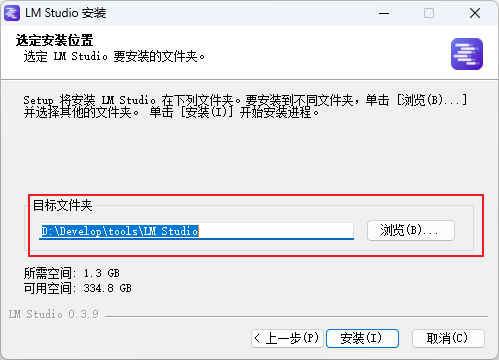 LM Studio 安装
选定安装位置
选定 LM Studio 要安装的文件夹。
Setup 将安装 LM Studio 在下列文件夹。要安装到不同文件夹，单击 [浏览(B)...]
并选择其他的文件夹。 单击 [安装(I)] 开始安装进程。
目标文件夹
D:\Develop\tools\LM Studio
浏览(B)...
所需空间: 1.3 GB
可用空间: 334.8 GB
LM Studio 0.3.9
< 上一步(P)
安装(I)
取消(C)